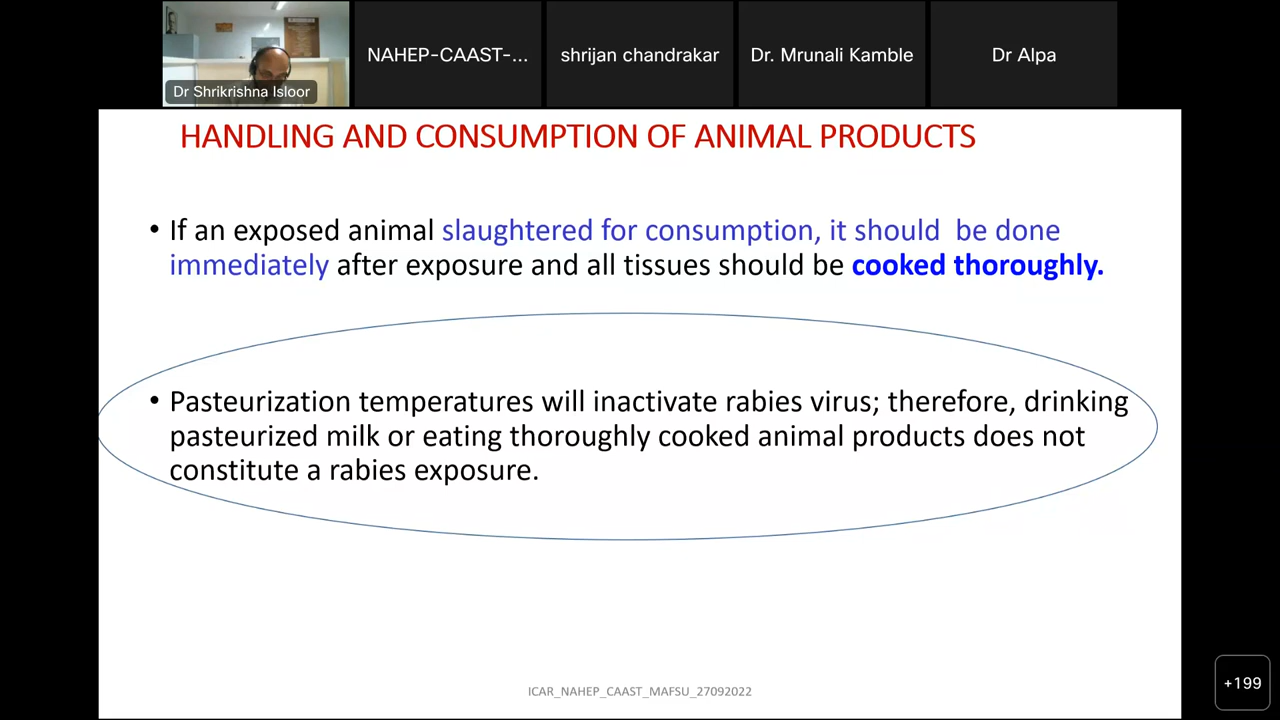 Dr Shrikrishna Isloor
NAHEP-CAAST-...
shrijan chandrakar
Dr. Mrunali Kamble
Dr Alpa
HANDLING AND CONSUMPTION OF ANIMAL PRODUCTS
• If an exposed animal slaughtered for consumption, it should be done
immediately after exposure and all tissues should be cooked thoroughly.
• Pasteurization temperatures will inactivate rabies virus; therefore, drinking
pasteurized milk or eating thoroughly cooked animal products does not
constitute a rabies exposure.
ICAR_NAHEP_CAAST_MAFSU_27092022
+199